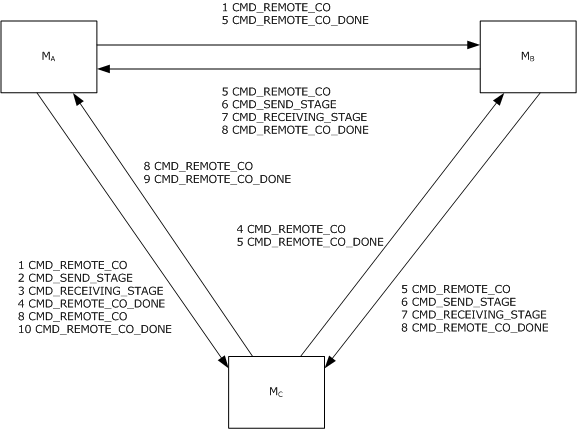 1 CMD_REMOTE_CO
5 CMD_REMOTE_CO_DONE
MA
MB
5 CMD_REMOTE_CO
6 CMD_SEND_STAGE
7 CMD_RECEIVING_STAGE
8 CMD_REMOTE_CO_DONE
8 CMD_REMOTE_CO
9 CMD_REMOTE_CO_DONE
4 CMD_REMOTE_CO
5 CMD_REMOTE_CO_DONE
1 CMD_REMOTE_CO
2 CMD_SEND_STAGE
3 CMD_RECEIVING_STAGE
4 CMD_REMOTE_CO_DONE
8 CMD_REMOTE_CO
10 CMD_REMOTE_CO_DONE
5 CMD_REMOTE_CO
6 CMD_SEND_STAGE
7 CMD_RECEIVING_STAGE
8 CMD_REMOTE_CO_DONE
MC